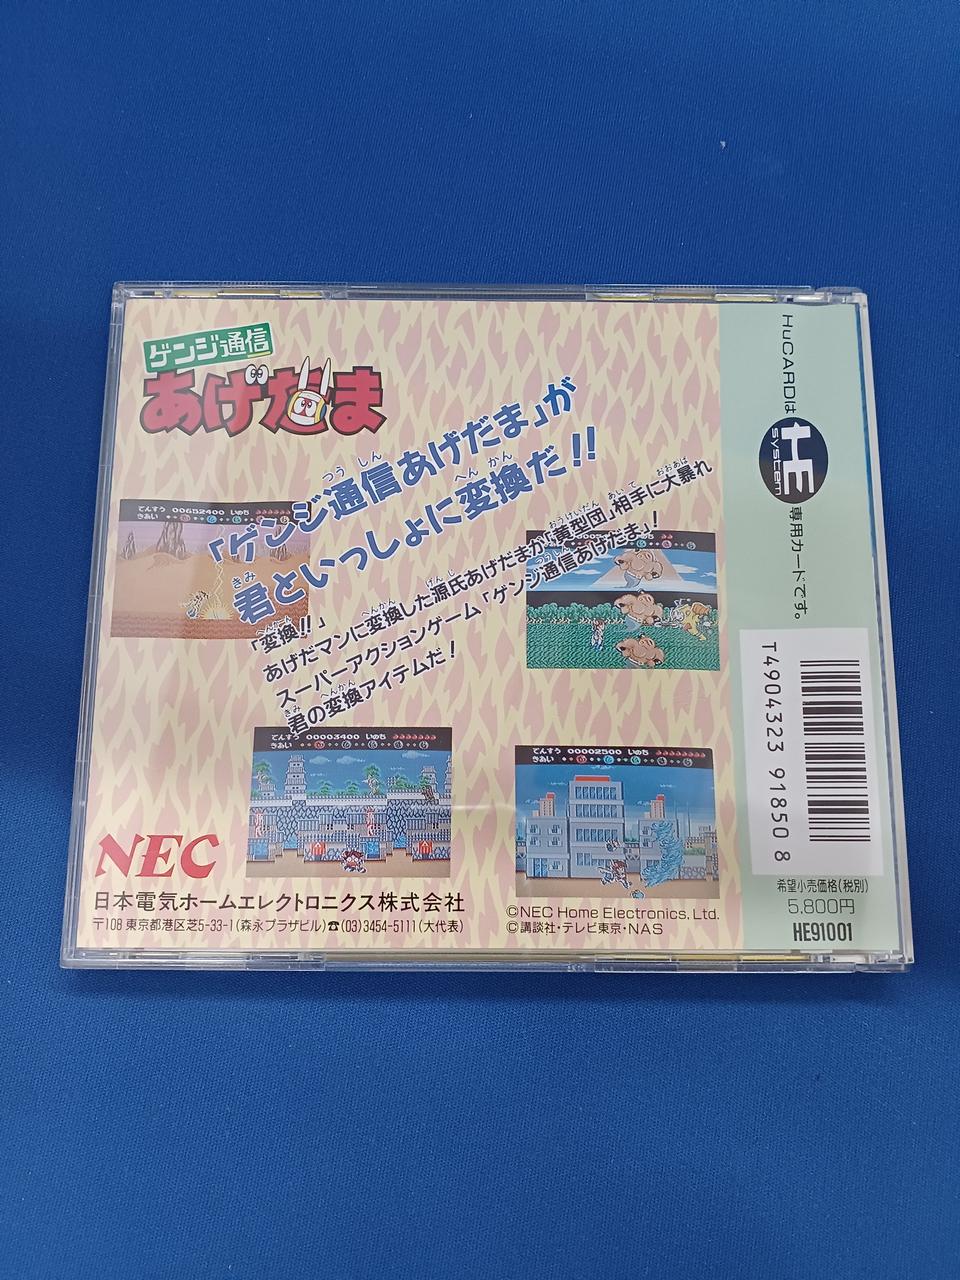 ゲンジ通信
あげだま
「ゲンジ通信あげだま」が
君といっしょに変換だ!!
「変換!!」
あげだマンに変換した源氏あげだまが「黄型団」相手に大暴れ
スーパーアクションゲーム「ゲンジ通信あげだま」!
君の変換アイテムだ!
てんすう 00652400 いのち
きあい
てんすう 00003400 いのち
きあい
てんすう 00002500 いのち
きあい
NEC
日本電気ホームエレクトロニクス株式会社
〒108 東京都港区芝5-33-1(森永プラザビル)☎(03)3454-5111(大代表)
©NEC Home Electronics, Ltd.
©講談社・テレビ東京・NAS
HuCARDは HE SYSTEM 専用カードです。
T4904323 91850 8
希望小売価格(税別)
5,800円
HE91001